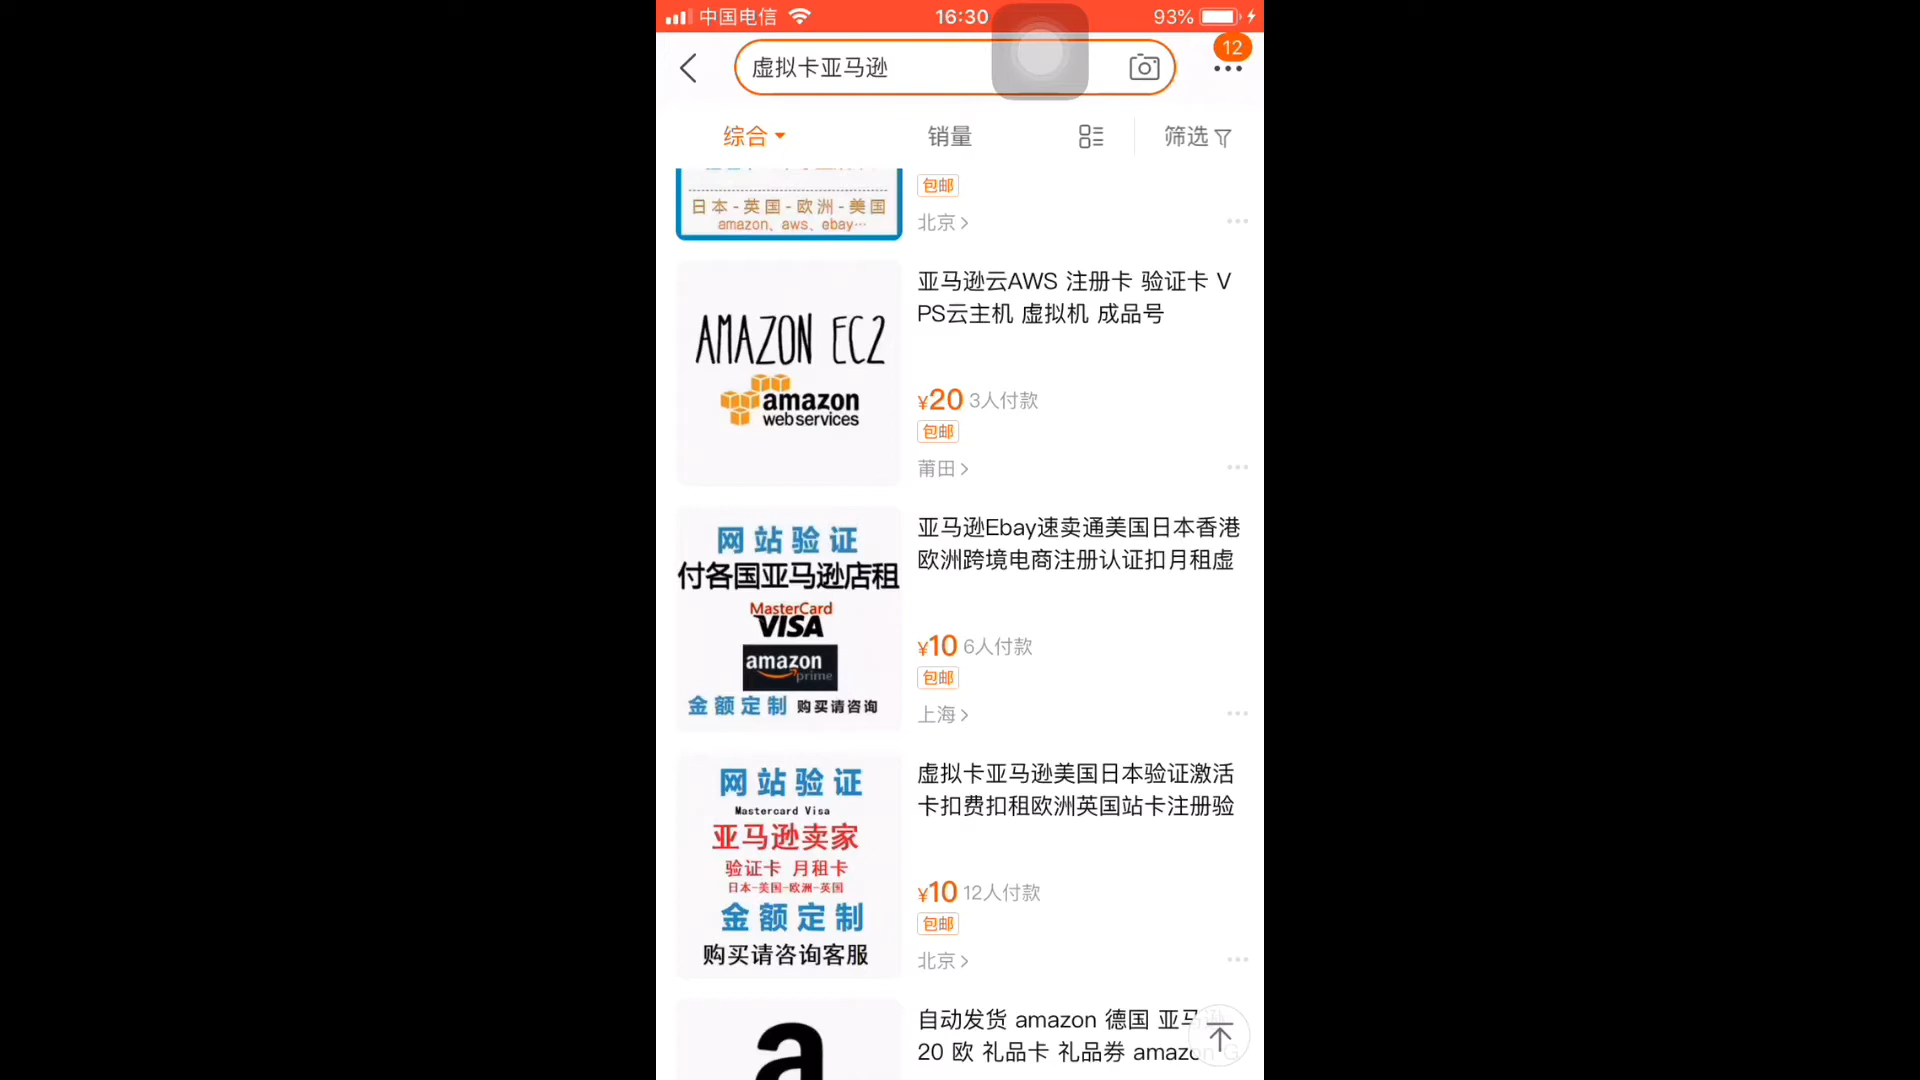 中国电信
16:30
93%
虚拟卡亚马逊
12
综合
销量
筛选
日本-英国-欧洲-美国
amazon、aws、ebay…
包邮
北京
AMAZON EC2
amazon
webservices
亚马逊云AWS 注册卡 验证卡 V
PS云主机 虚拟机 成品号
¥20 3人付款
包邮
莆田
网站验证
付各国亚马逊店租
MasterCard
VISA
amazon
prime
金额定制 购买请咨询
亚马逊Ebay速卖通美国日本香港
欧洲跨境电商注册认证扣月租虚
¥10 6人付款
包邮
上海
网站验证
Mastercard Visa
亚马逊卖家
验证卡 月租卡
日本-美国-欧洲-英国
金额定制
购买请咨询客服
虚拟卡亚马逊美国日本验证激活
卡扣费扣租欧洲英国站卡注册验
¥10 12人付款
包邮
北京
a
自动发货 amazon 德国 亚马逊
20 欧 礼品卡 礼品券 amazon G